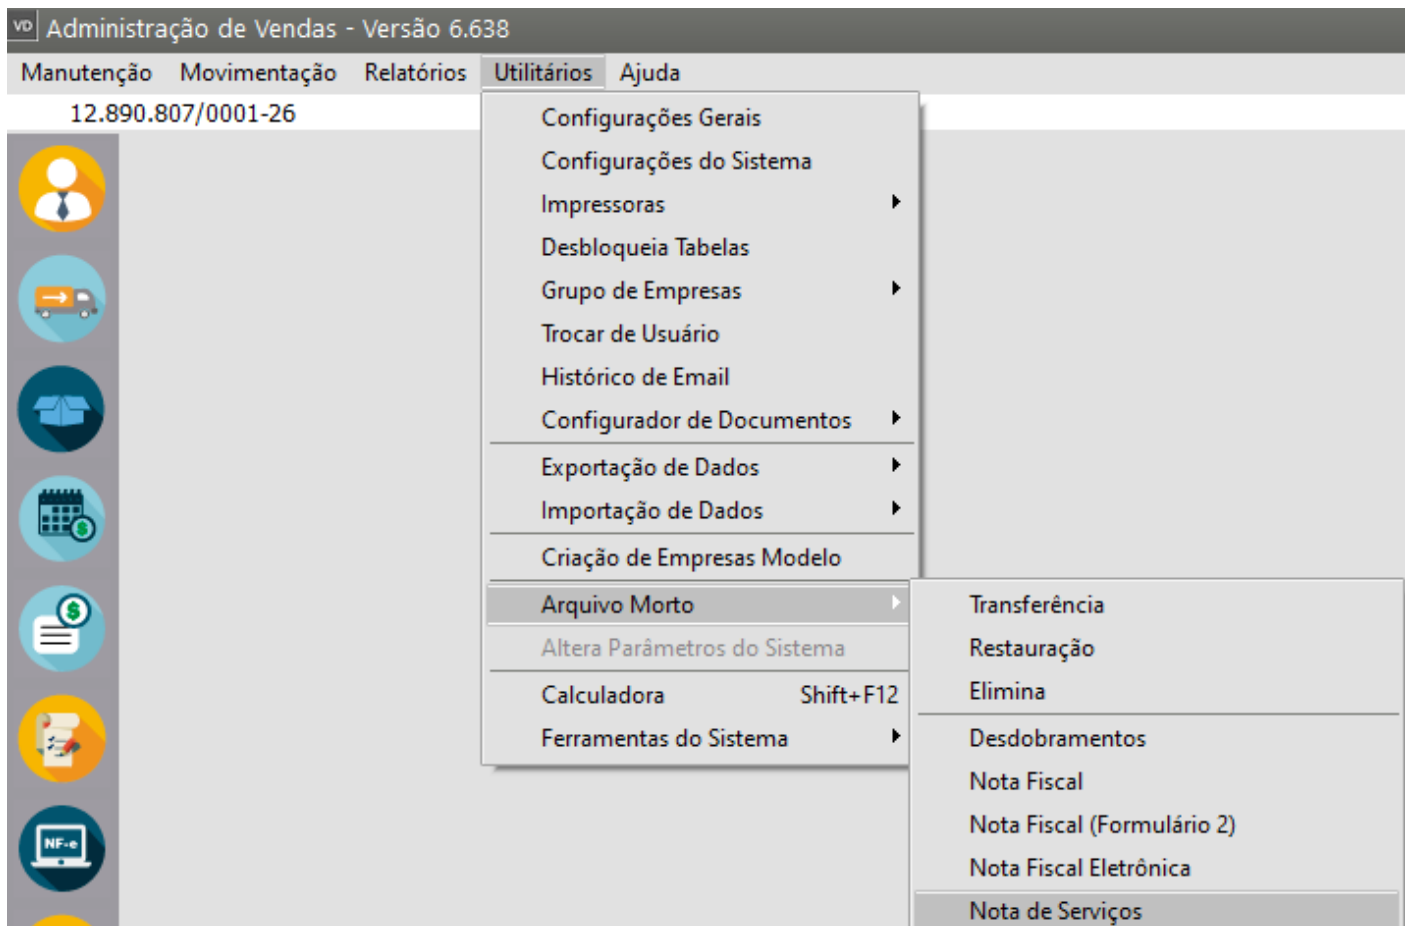 VD Administração de Vendas - Versão 6.638
Manutenção Movimentação Relatórios Utilitários Ajuda
12.890.807/0001-26
Configurações Gerais
Configurações do Sistema
Impressoras
Desbloqueia Tabelas
Grupo de Empresas
Trocar de Usuário
Histórico de Email
Configurador de Documentos
Exportação de Dados
Importação de Dados
Criação de Empresas Modelo
Arquivo Morto
Altera Parâmetros do Sistema
Calculadora Shift+F12
Ferramentas do Sistema
Transferência
Restauração
Elimina
Desdobramentos
Nota Fiscal
Nota Fiscal (Formulário 2)
Nota Fiscal Eletrônica
Nota de Serviços
$
$
NF-e